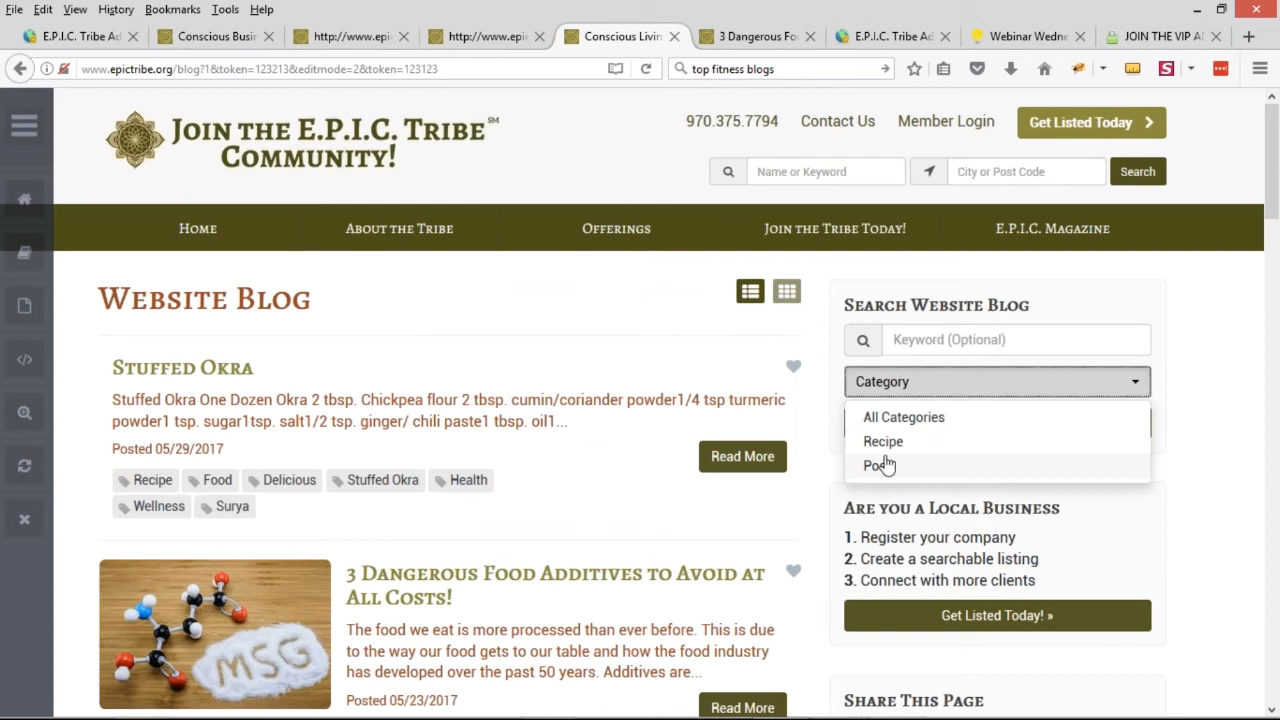 File Edit View History Bookmarks Tools Help
E.P.I.C. Tribe Ad
Conscious Busin
http://www.epic
http://www.epic
Conscious Livin
3 Dangerous Foo
E.P.I.C. Tribe Ad
Webinar Wedne
JOIN THE VIP A
www.epictribe.org/blog?1&token=123213&editmode=2&token=123123
top fitness blogs
Join the E.P.I.C. Tribe℠
Community!
970.375.7794 Contact Us Member Login Get Listed Today
Name or Keyword City or Post Code Search
Home About the Tribe Offerings Join the Tribe Today! E.P.I.C. Magazine
Website Blog
Stuffed Okra
Stuffed Okra One Dozen Okra 2 tbsp. Chickpea flour 2 tbsp. cumin/coriander powder1/4 tsp turmeric
powder1 tsp. sugar1tsp. salt1/2 tsp. ginger/ chili paste1 tbsp. oil1...
Posted 05/29/2017
Read More
Recipe Food Delicious Stuffed Okra Health
Wellness Surya
3 Dangerous Food Additives to Avoid at
All Costs!
The food we eat is more processed than ever before. This is due
to the way our food gets to our table and how the food industry
has developed over the past 50 years. Additives are...
Posted 05/23/2017
Read More
MSG
Search Website Blog
Keyword (Optional)
Category
All Categories
Recipe
Are you a Local Business
1. Register your company
2. Create a searchable listing
3. Connect with more clients
Get Listed Today! »
Share This Page